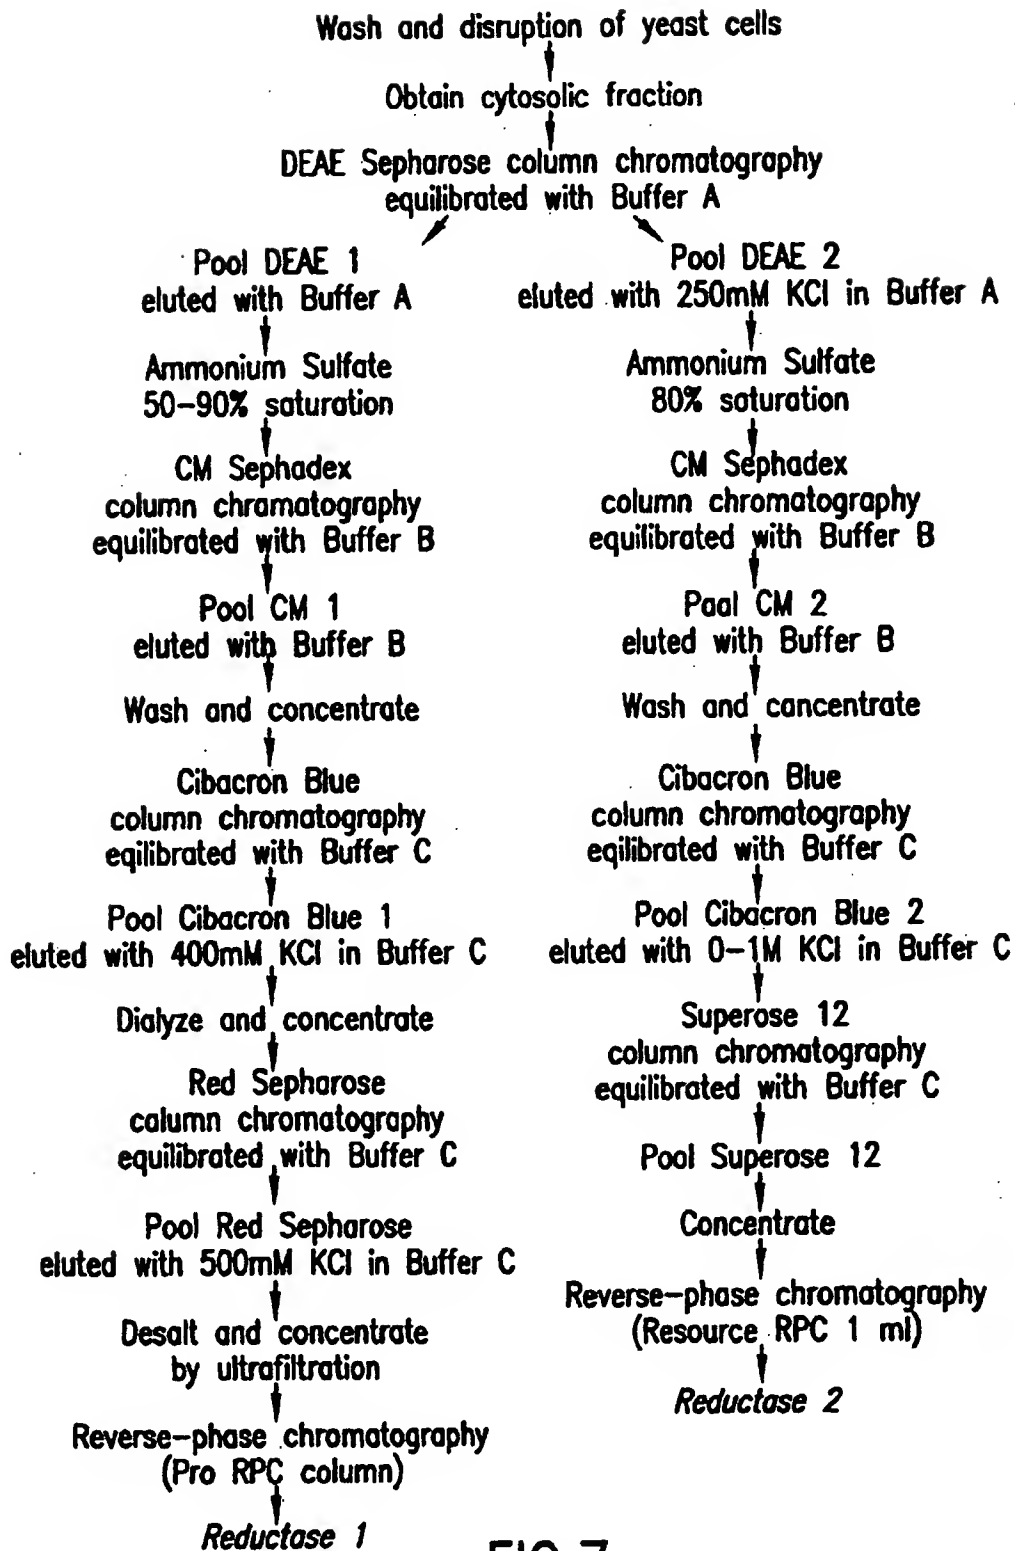 Wash and disruption of yeast cells
Obtain cytosolic fraction
DEAE Sepharose column chromatography
equilibrated with Buffer A
Pool DEAE 1
eluted with Buffer A
Ammonium Sulfate
50-90% saturation
CM Sephadex
column chramatography
equilibrated with Buffer B
Pool CM 1
eluted with Buffer B
Wash and concentrate
Cibacron Blue
column chromatography
eqilibrated with Buffer C
Pool Cibacron Blue 1
eluted with 400mM KCl in Buffer C
Dialyze and concentrate
Red Sepharose
calumn chromatography
equilibrated with Buffer C
Pool Red Sepharose
eluted with 500mM KCl in Buffer C
Desalt and concentrate
by ultrafiltration
Reverse-phase chromatography
(Pro RPC column)
Reductase 1
Pool DEAE 2
eluted with 250mM KCl in Buffer A
Ammonium Sulfate
80% saturation
CM Sephadex
column chromatography
equilibrated with Buffer B
Paal CM 2
eluted with Buffer B
Wash and cancentrate
Cibacron Blue
column chromatography
eqilibrated with Buffer C
Pool Cibacron Blue 2
eluted with 0-1M KCl in Buffer C
Superose 12
column chromatography
equilibrated with Buffer C
Pool Superose 12
Concentrate
Reverse-phase chromatography
(Resource RPC 1 ml)
Reductase 2
FIG.7